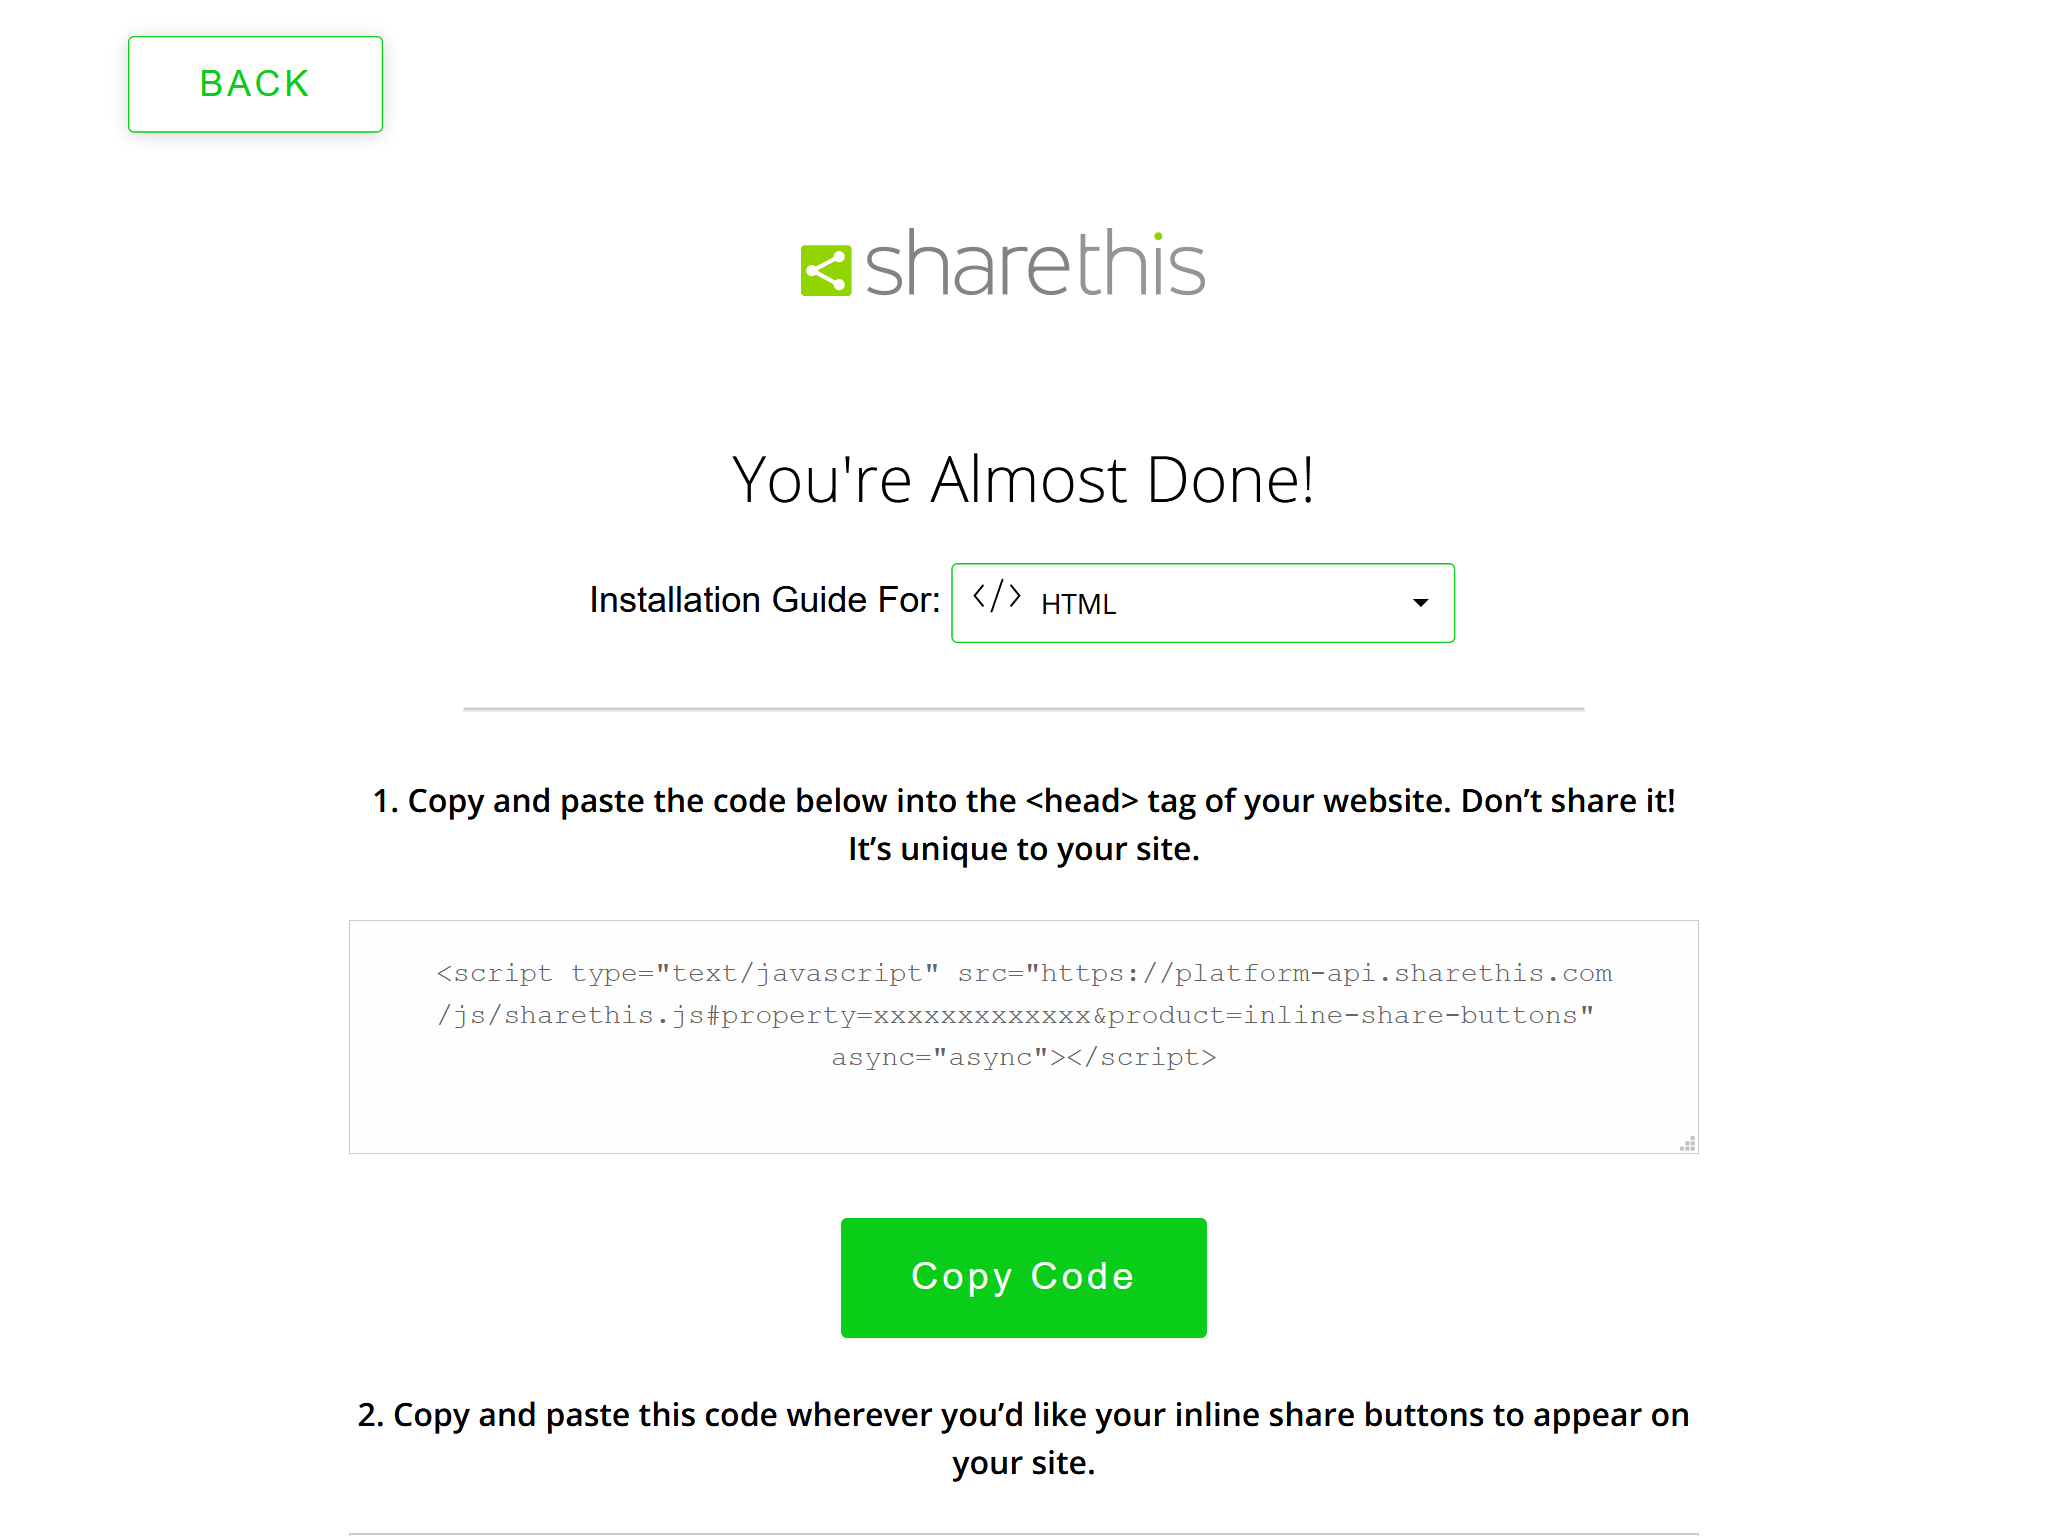 BACK
sharethis
You're Almost Done!
Installation Guide For: </> HTML
1. Copy and paste the code below into the <head> tag of your website. Don’t share it!
It’s unique to your site.
<script type="text/javascript" src="https://platform-api.sharethis.com
/js/sharethis.js#property=xxxxxxxxxxxxx&product=inline-share-buttons"
async="async"></script>
Copy Code
2. Copy and paste this code wherever you’d like your inline share buttons to appear on
your site.